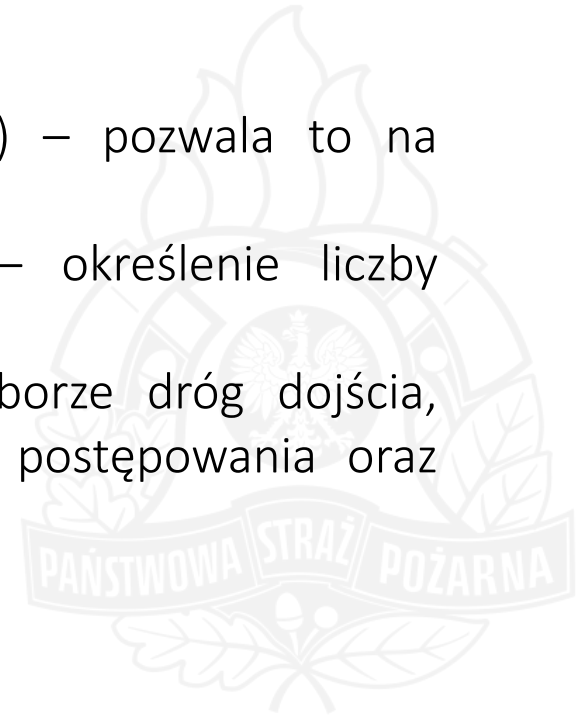 ) – pozwala to na
– określenie liczby
borze dróg dojścia,
postępowania oraz
PAŃSTWOWA STRAŻ POŻARNA